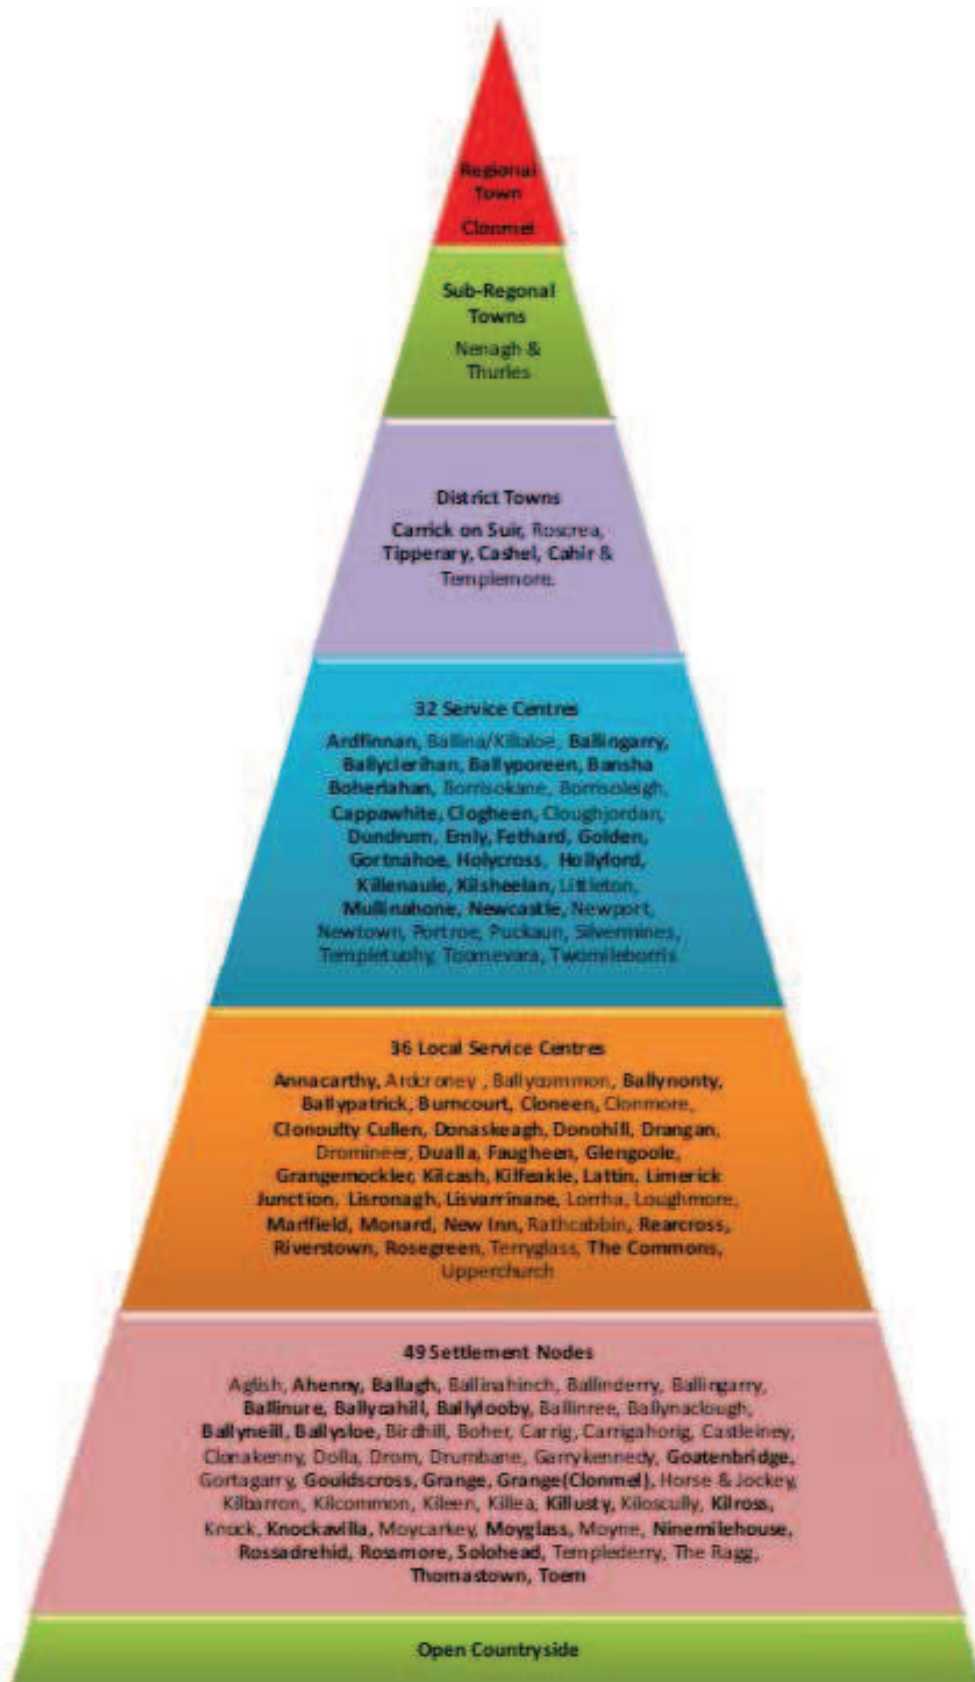 Regional
Town
Clonmel
Sub-Regonal
Towns
Nenagh &
Thurles
District Towns
Carrick on Suir, Roscrea,
Tipperary, Cashel, Cahir &
Templemore.
32 Service Centres
Ardfinnan, Ballina/Killaloe, Ballingarry,
Ballyclerihan, Ballyporeen, Bansha
Boherlahan, Borrisokane, Borrisoleigh,
Cappawhite, Clogheen, Cloughjordan,
Dundrum, Emly, Fethard, Golden,
Gortnahoe, Holycross, Hollyford,
Killenaule, Kilsheelan, Littleton,
Mullinahone, Newcastle, Newport,
Newtown, Portroe, Puckaun, Silvermines,
Templetuohy, Toomevara, Twomileborris
36 Local Service Centres
Annacarthy, Ardcroney , Ballycommon, Ballynonty,
Ballypatrick, Burncourt, Cloneen, Clonmore,
Clonoulty Cullen, Donaskeagh, Donohill, Drangan,
Dromineer, Dualla, Faugheen, Glengoole,
Grangemockler, Kilcash, Kilfeakle, Lattin, Limerick
Junction, Lisronagh, Lisvarrinane, Lorrha, Loughmore,
Marlfield, Monard, New Inn, Rathcabbin, Rearcross,
Riverstown, Rosegreen, Terryglass, The Commons,
Upperchurch
49 Settlement Nodes
Aglish, Ahenny, Ballagh, Ballinahinch, Ballinderry, Ballingarry,
Ballinure, Ballycahill, Ballylooby, Ballinree, Ballynaclough,
Ballyneill, Ballysloe, Birdhill, Boher, Carrig, Carrigahorig, Castleiney,
Clonakenny, Dolla, Drom, Drumbane, Garrykennedy, Goatenbridge,
Gortagarry, Gouldscross, Grange, Grange(Clonmel), Horse & Jockey,
Kilbarron, Kilcommon, Kileen, Killea, Killusty, Kiloscully, Kilross,
Knock, Knockavilla, Moycarkey, Moyglass, Moyne, Ninemilehouse,
Rossadrehid, Rossmore, Solohead, Templederry, The Ragg,
Thomastown, Toem
Open Countryside